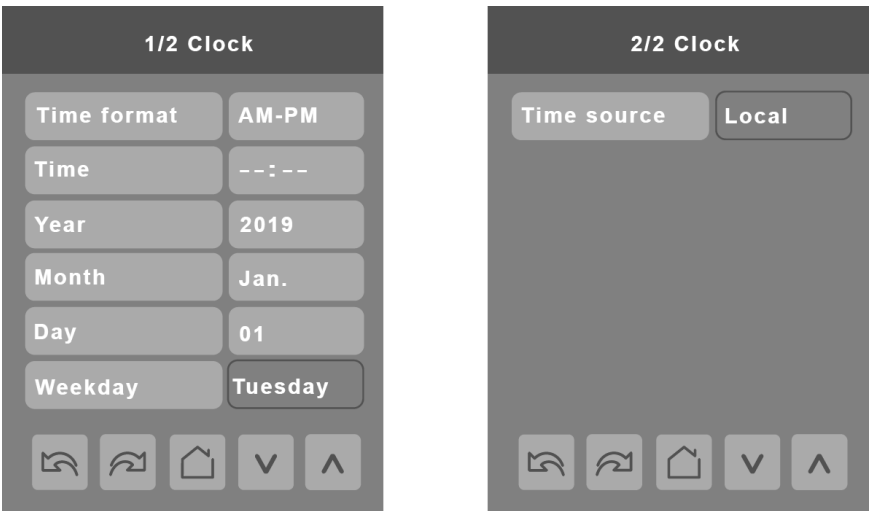 1/2 Clock
Time format AM-PM
Time --:--
Year 2019
Month Jan.
Day 01
Weekday Tuesday
2/2 Clock
Time source Local